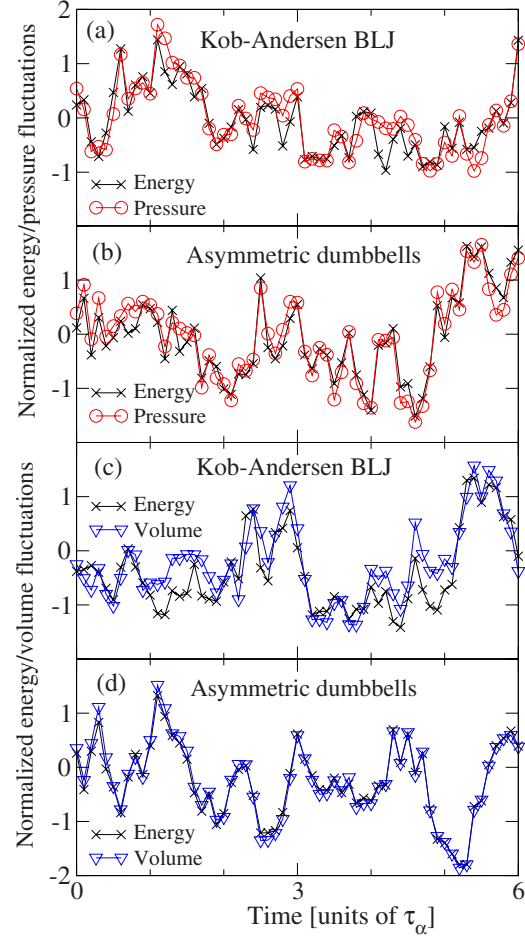 Normalized energy/pressure fluctuations
2
(a)
Kob-Andersen BLJ
1
0
-1
Energy
Pressure
(b)
Asymmetric dumbbells
1
0
-1
Energy
Pressure
Normalized energy/volume fluctuations
(c)
Kob-Andersen BLJ
1
Energy
Volume
0
-1
(d)
Asymmetric dumbbells
1
0
-1
Energy
Volume
-2
0
3
6
Time [units of τα]